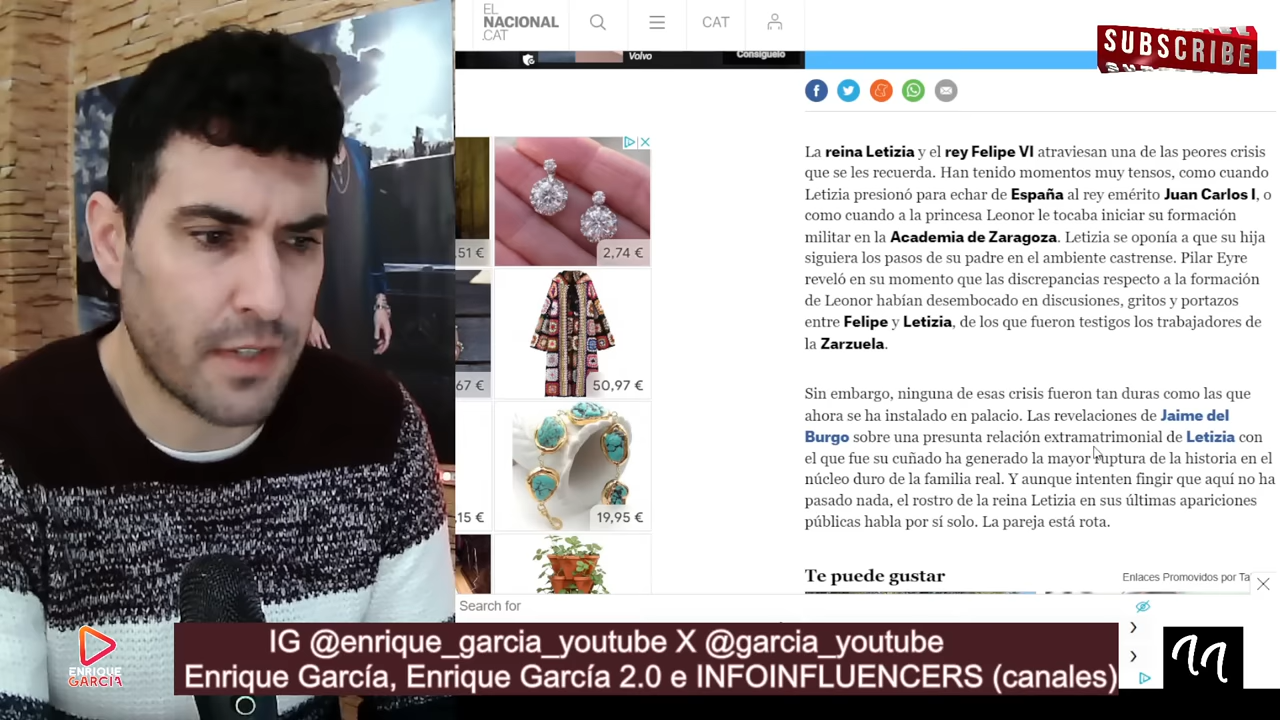 EL
NACIONAL
.CAT
CAT
SUBSCRIBE
Volvo
Consíguelo
La reina Letizia y el rey Felipe VI atraviesan una de las peores crisis
que se les recuerda. Han tenido momentos muy tensos, como cuando
Letizia presionó para echar de España al rey emérito Juan Carlos I, o
como cuando a la princesa Leonor le tocaba iniciar su formación
militar en la Academia de Zaragoza. Letizia se oponía a que su hija
siguiera los pasos de su padre en el ambiente castrense. Pilar Eyre
reveló en su momento que las discrepancias respecto a la formación
de Leonor habían desembocado en discusiones, gritos y portazos
entre Felipe y Letizia, de los que fueron testigos los trabajadores de
la Zarzuela.
Sin embargo, ninguna de esas crisis fueron tan duras como las que
ahora se ha instalado en palacio. Las revelaciones de Jaime del
Burgo sobre una presunta relación extramatrimonial de Letizia con
el que fue su cuñado ha generado la mayor ruptura de la historia en el
núcleo duro de la familia real. Y aunque intenten fingir que aquí no ha
pasado nada, el rostro de la reina Letizia en sus últimas apariciones
públicas habla por sí solo. La pareja está rota.
.51 €
2,74 €
67 €
50,97 €
.15 €
19,95 €
Te puede gustar
Enlaces Promovidos por Ta
Search for
IG @enrique_garcia_youtube X @garcia_youtube
Enrique García, Enrique García 2.0 e INFOINFLUENCERS (canales)
ENRIQUE
GARCÍA